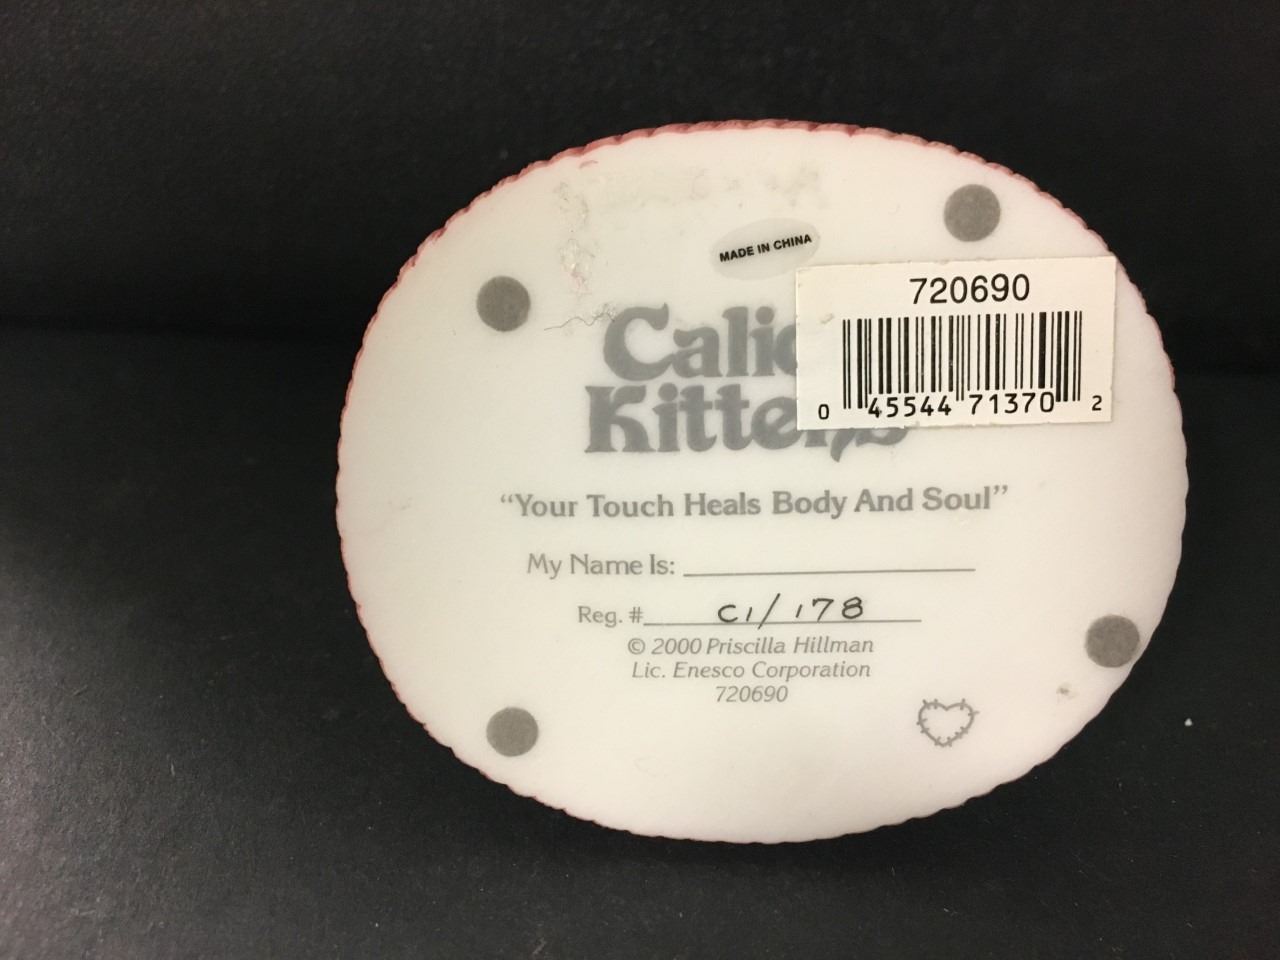 MADE IN CHINA
720690
0 45544 71370 2
Calic
Kittens
"Your Touch Heals Body And Soul"
My Name Is:
Reg. # C1/178
© 2000 Priscilla Hillman
Lic. Enesco Corporation
720690